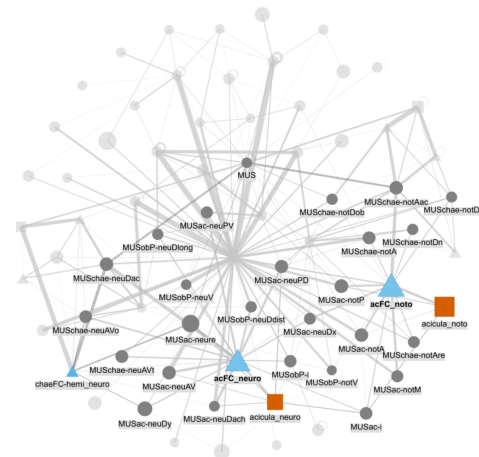 MUS
MUSchae-notAac
MUSchae-notD
MUSchae-notDob
MUSac-neuPV
MUSchae-notDn
MUSobP-neuDlong
MUSchae-notA
MUSchae-neuDac
MUSac-neuPD
MUSobP-neuV
MUSac-notP
acFC_noto
MUSobP-neuDdist
acicula_noto
MUSchae-neuAVo
MUSac-neuDx
MUSac-neure
MUSac-notA
MUSchae-notAre
MUSchae-neuAVt
acFC_neuro
MUSobP-i
chaeFC-hemi_neuro
MUSac-neuAV
MUSobP-notV
MUSac-notM
MUSac-neuDach
acicula_neuro
MUSac-neuDy
MUSac-i